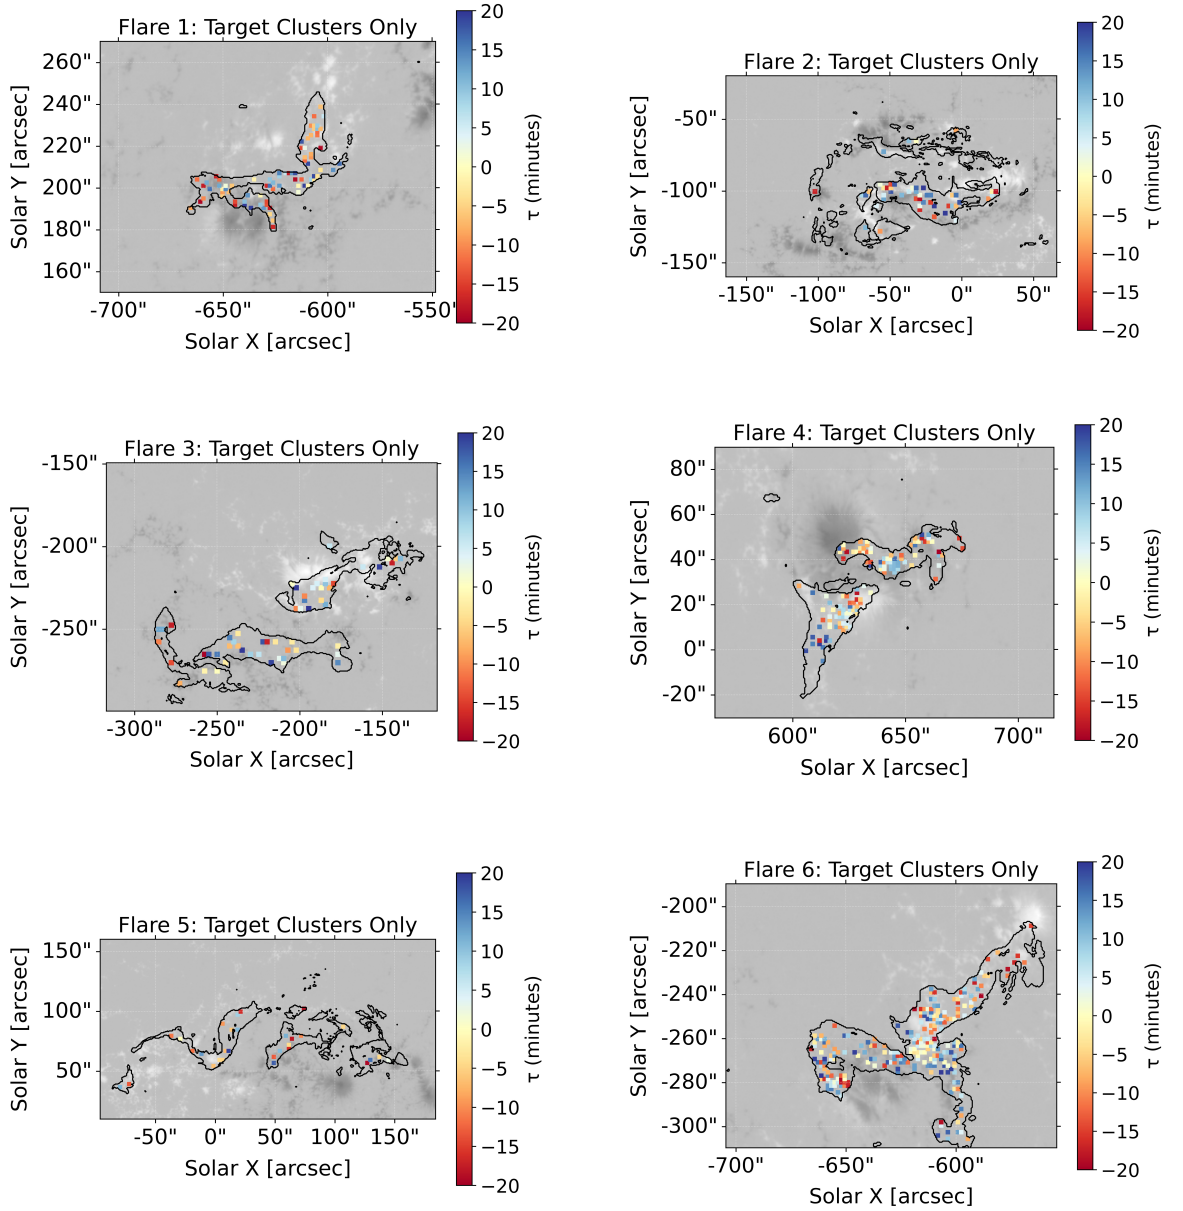 Flare 1: Target Clusters Only
260"
240"
220"
200"
180"
160"
Solar Y [arcsec]
-700" -650" -600" -550"
Solar X [arcsec]
20
15
10
5
0
−5
−10
−15
−20
τ (minutes)
Flare 2: Target Clusters Only
-50"
-100"
-150"
Solar Y [arcsec]
-150" -100" -50" 0" 50"
Solar X [arcsec]
20
15
10
5
0
−5
−10
−15
−20
τ (minutes)
Flare 3: Target Clusters Only
-150"
-200"
-250"
Solar Y [arcsec]
-300" -250" -200" -150"
Solar X [arcsec]
20
15
10
5
0
−5
−10
−15
−20
τ (minutes)
Flare 4: Target Clusters Only
80"
60"
40"
20"
0"
-20"
Solar Y [arcsec]
600" 650" 700"
Solar X [arcsec]
20
15
10
5
0
−5
−10
−15
−20
τ (minutes)
Flare 5: Target Clusters Only
150"
100"
50"
Solar Y [arcsec]
-50" 0" 50" 100" 150"
Solar X [arcsec]
20
15
10
5
0
−5
−10
−15
−20
τ (minutes)
Flare 6: Target Clusters Only
-200"
-220"
-240"
-260"
-280"
-300"
Solar Y [arcsec]
-700" -650" -600"
Solar X [arcsec]
20
15
10
5
0
−5
−10
−15
−20
τ (minutes)